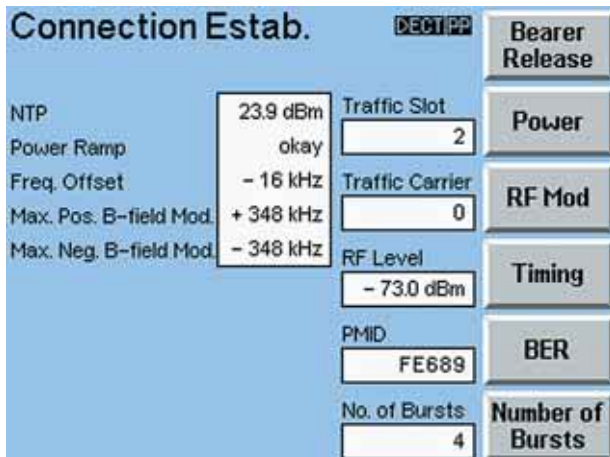 Connection Estab.
DECT PP
NTP 23.9 dBm
Power Ramp okay
Freq. Offset – 16 kHz
Max. Pos. B–field Mod. + 348 kHz
Max. Neg. B–field Mod. – 348 kHz
Traffic Slot
2
Traffic Carrier
0
RF Level
– 73.0 dBm
PMID
FE689
No. of Bursts
4
Bearer
Release
Power
RF Mod
Timing
BER
Number of
Bursts